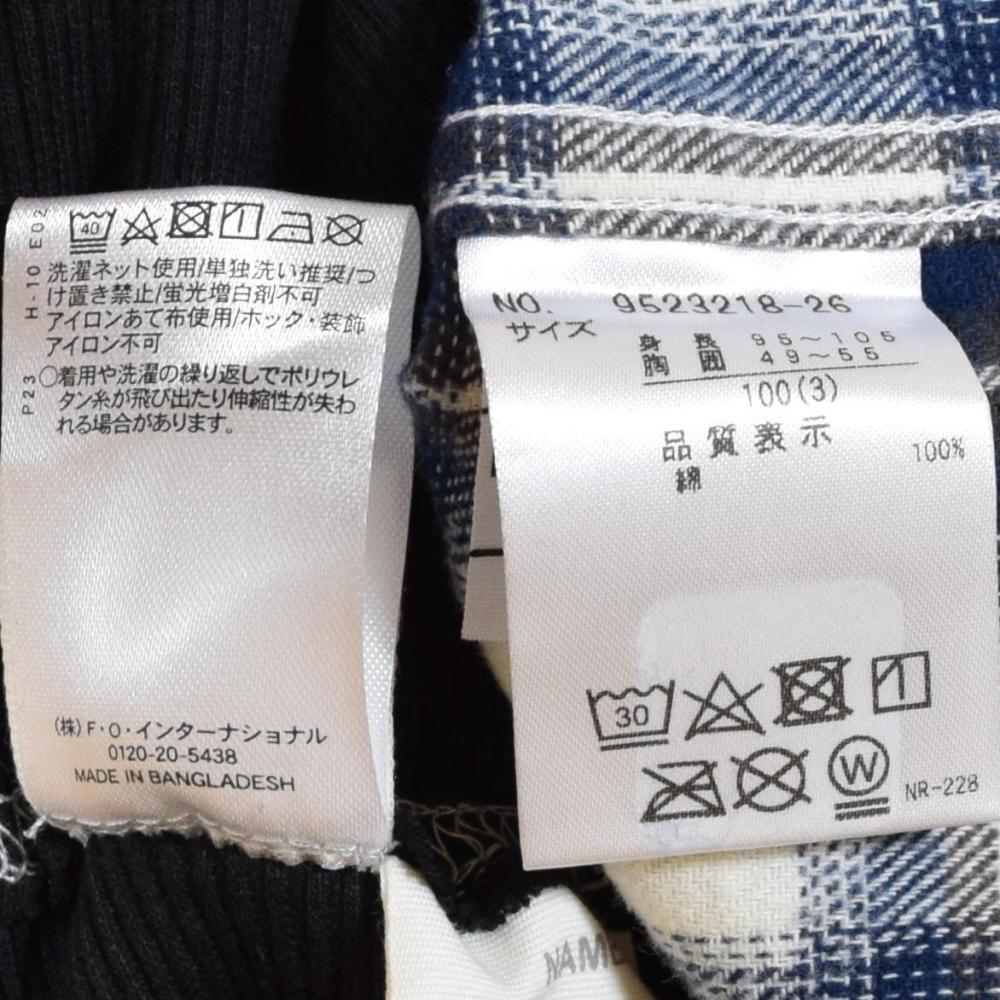 40
洗濯ネット使用/単独洗い推奨/つ
け置き禁止/蛍光増白剤不可
アイロンあて布使用/ホック・装飾
アイロン不可
○着用や洗濯の繰り返しでポリウレ
タン糸が飛び出たり伸縮性が失わ
れる場合があります。
H-10 E02
P23
(株)F・O・インターナショナル
0120-20-5438
MADE IN BANGLADESH
NO. 9523218-26
サイズ
身長 95～105
胸囲 49～55
100(3)
品質表示
綿 100%
30
W
NR-228
NAME